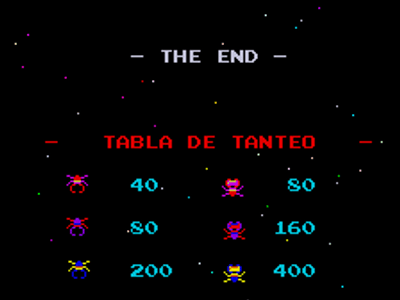 - THE END -
- TABLA DE TANTEO -
40 80
80 160
200 400